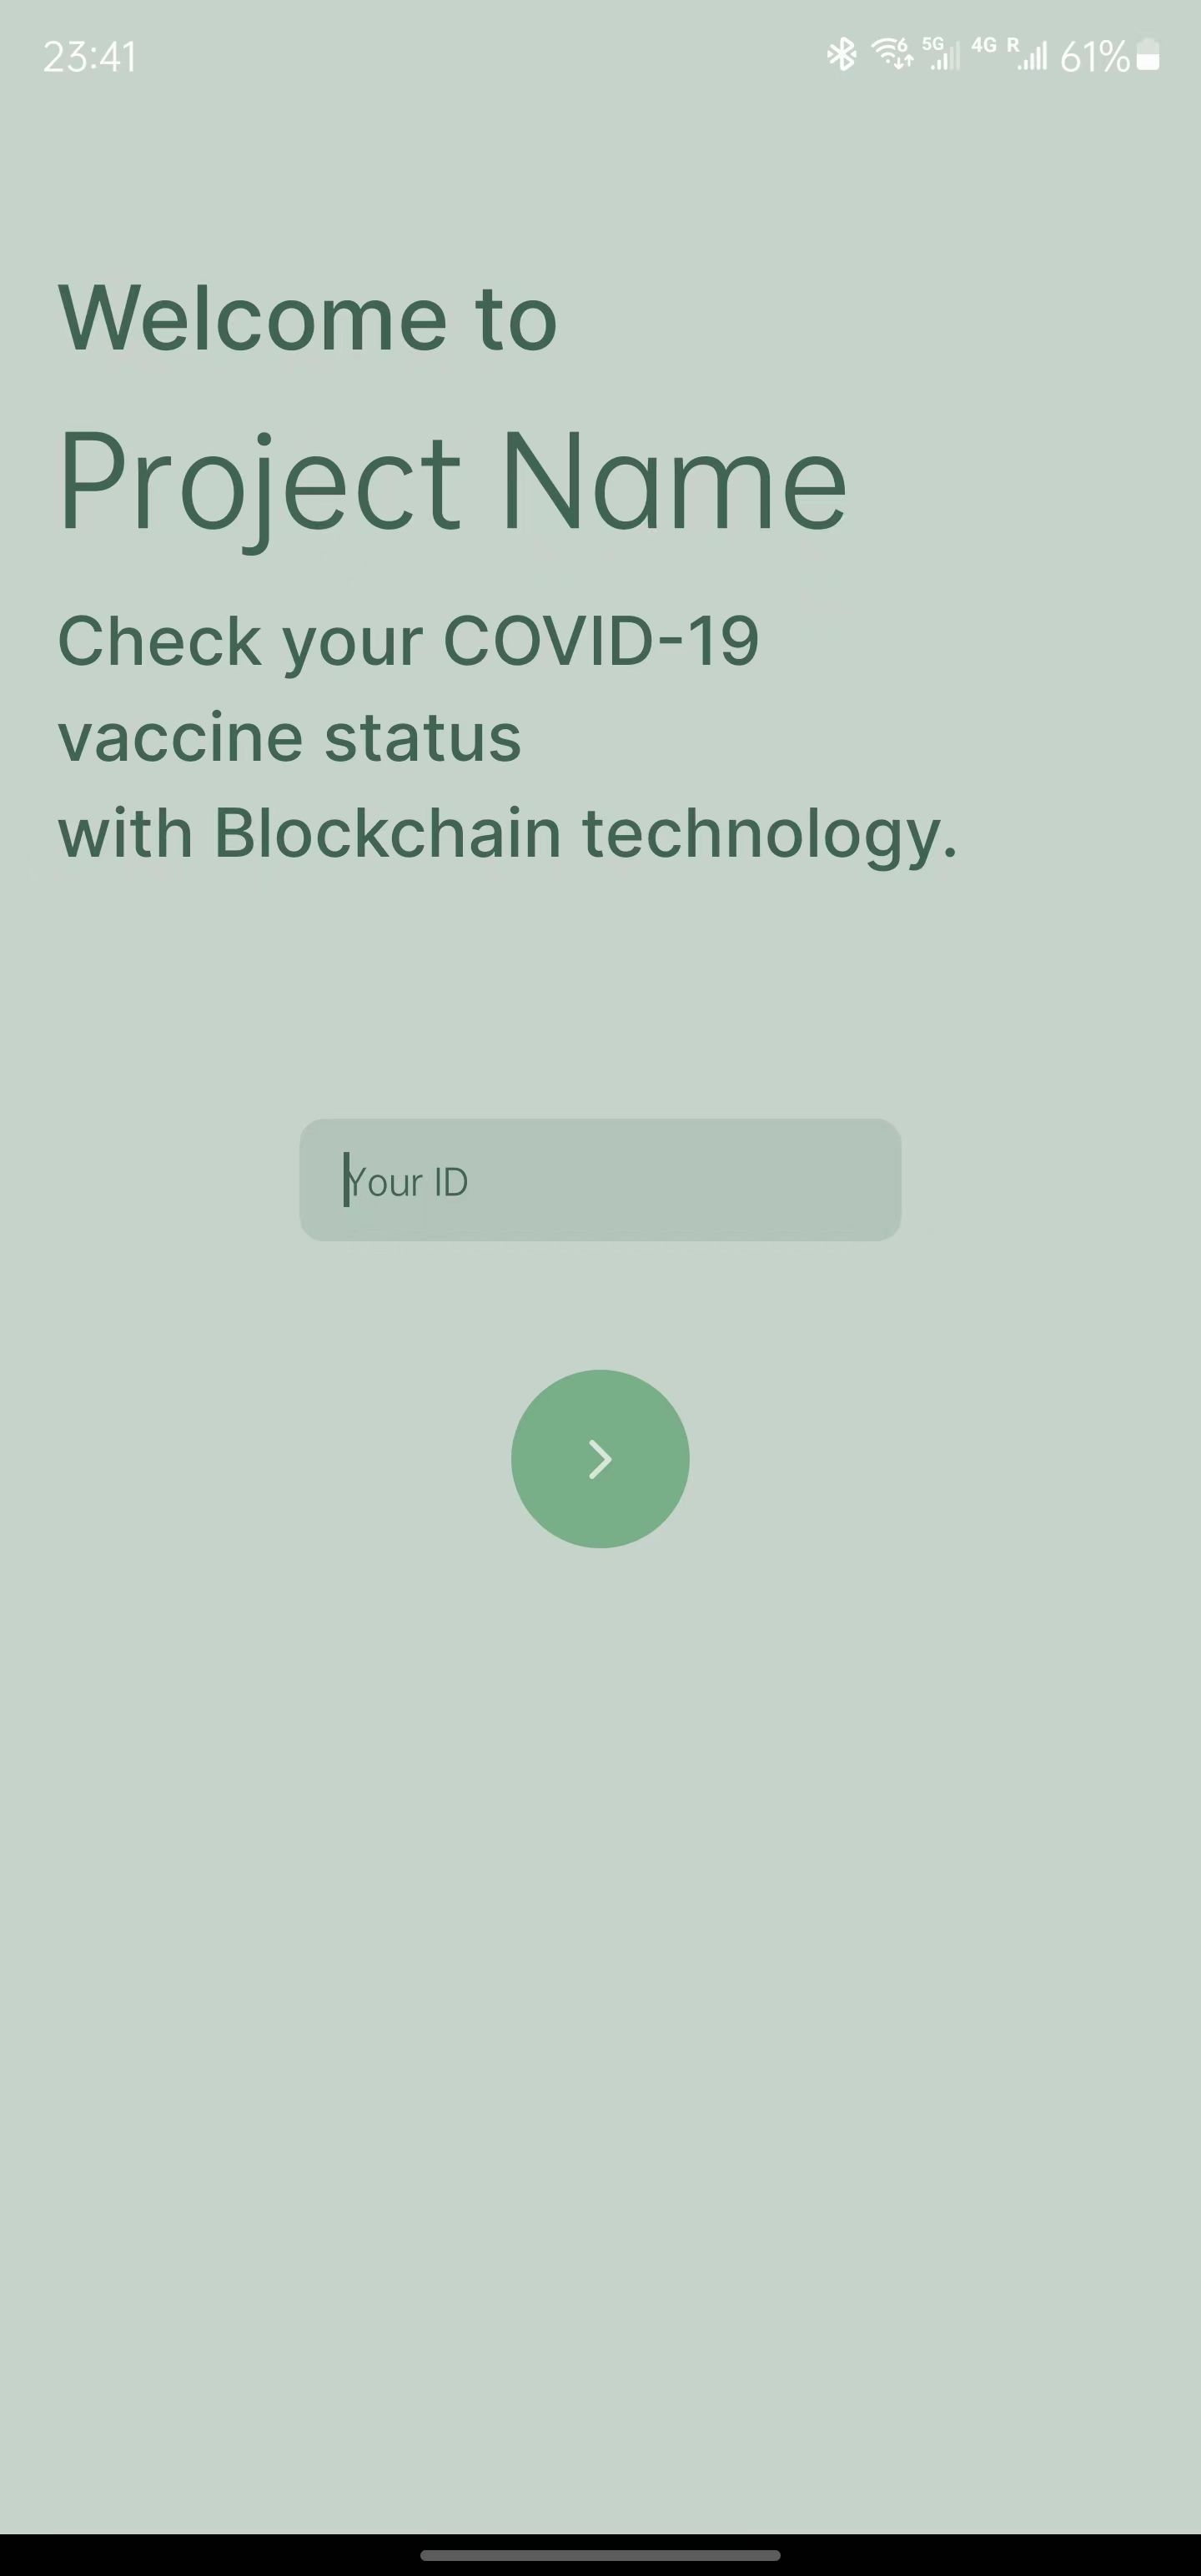 23:41 6 5G 4G R 61%
Welcome to
Project Name
Check your COVID-19
vaccine status
with Blockchain technology.
Your ID